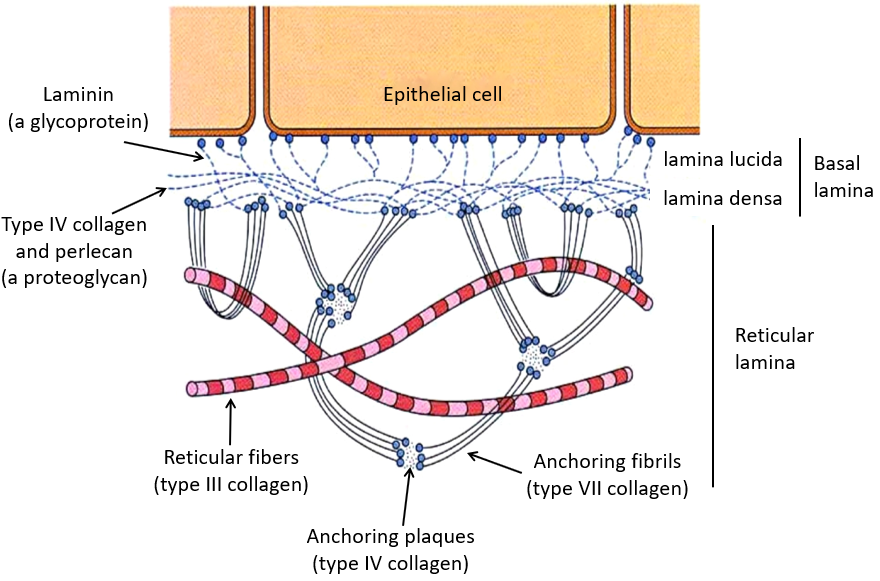 Laminin
(a glycoprotein)
Epithelial cell
lamina lucida
lamina densa
Basal
lamina
Type IV collagen
and perlecan
(a proteoglycan)
Reticular
lamina
Reticular fibers
(type III collagen)
Anchoring fibrils
(type VII collagen)
Anchoring plaques
(type IV collagen)